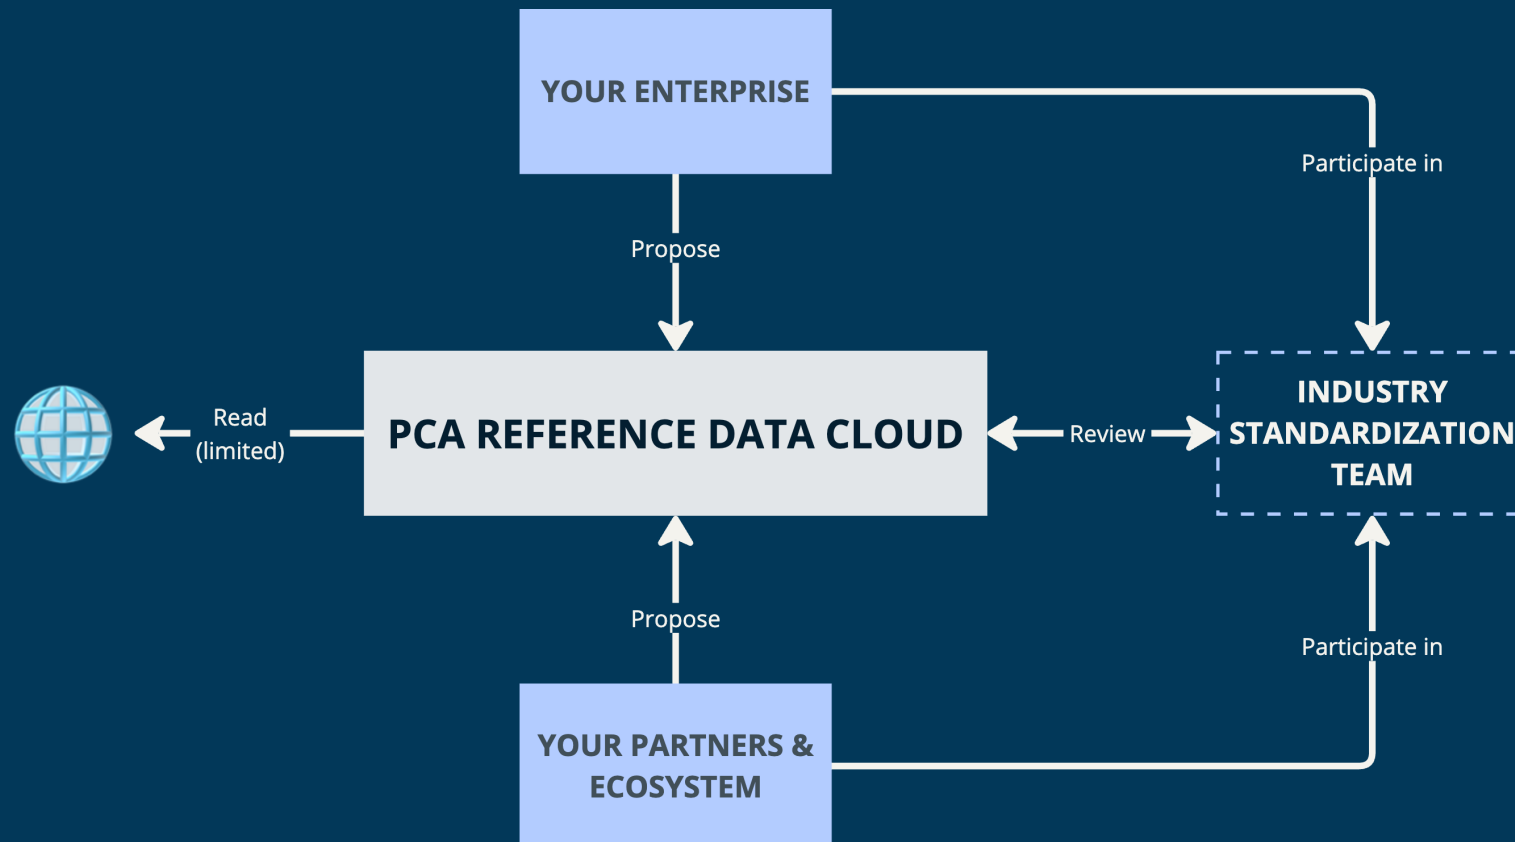 YOUR ENTERPRISE
Participate in
Propose
Read
(limited)
PCA REFERENCE DATA CLOUD
Review
INDUSTRY
STANDARDIZATION
TEAM
Propose
Participate in
YOUR PARTNERS &
ECOSYSTEM